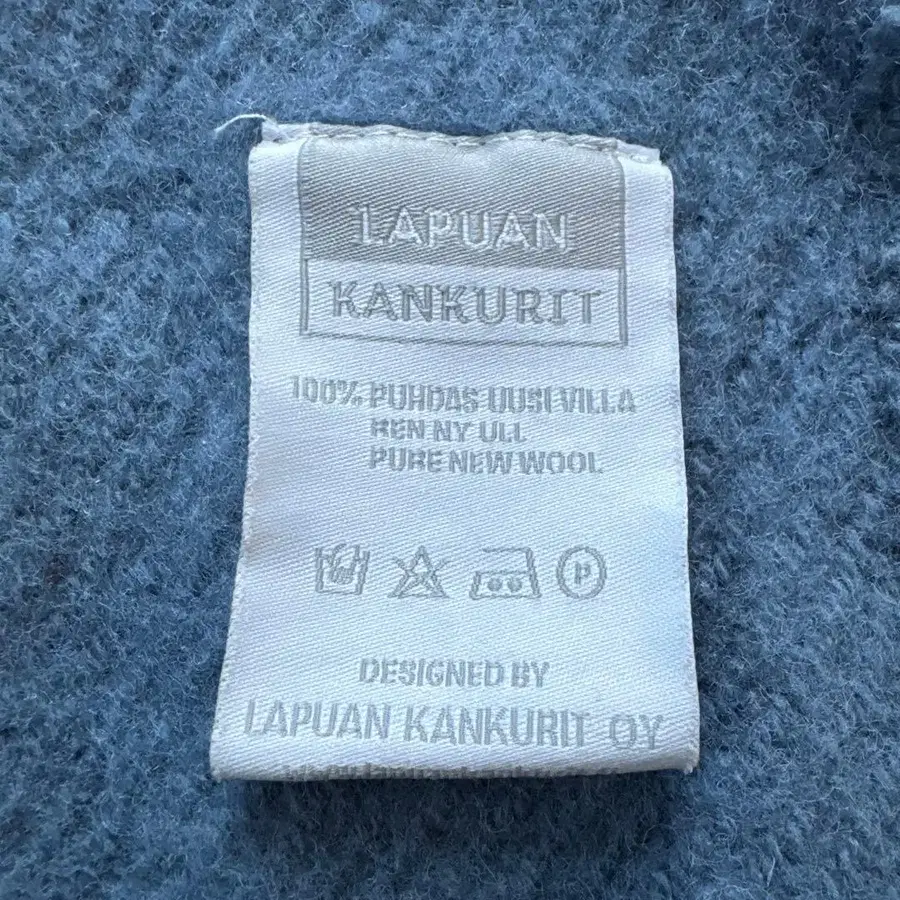 LAPUAN
KANKURIT
100% PUHDAS UUSI VILLA
REN NY ULL
PURE NEW WOOL
P
DESIGNED BY
LAPUAN KANKURIT OY